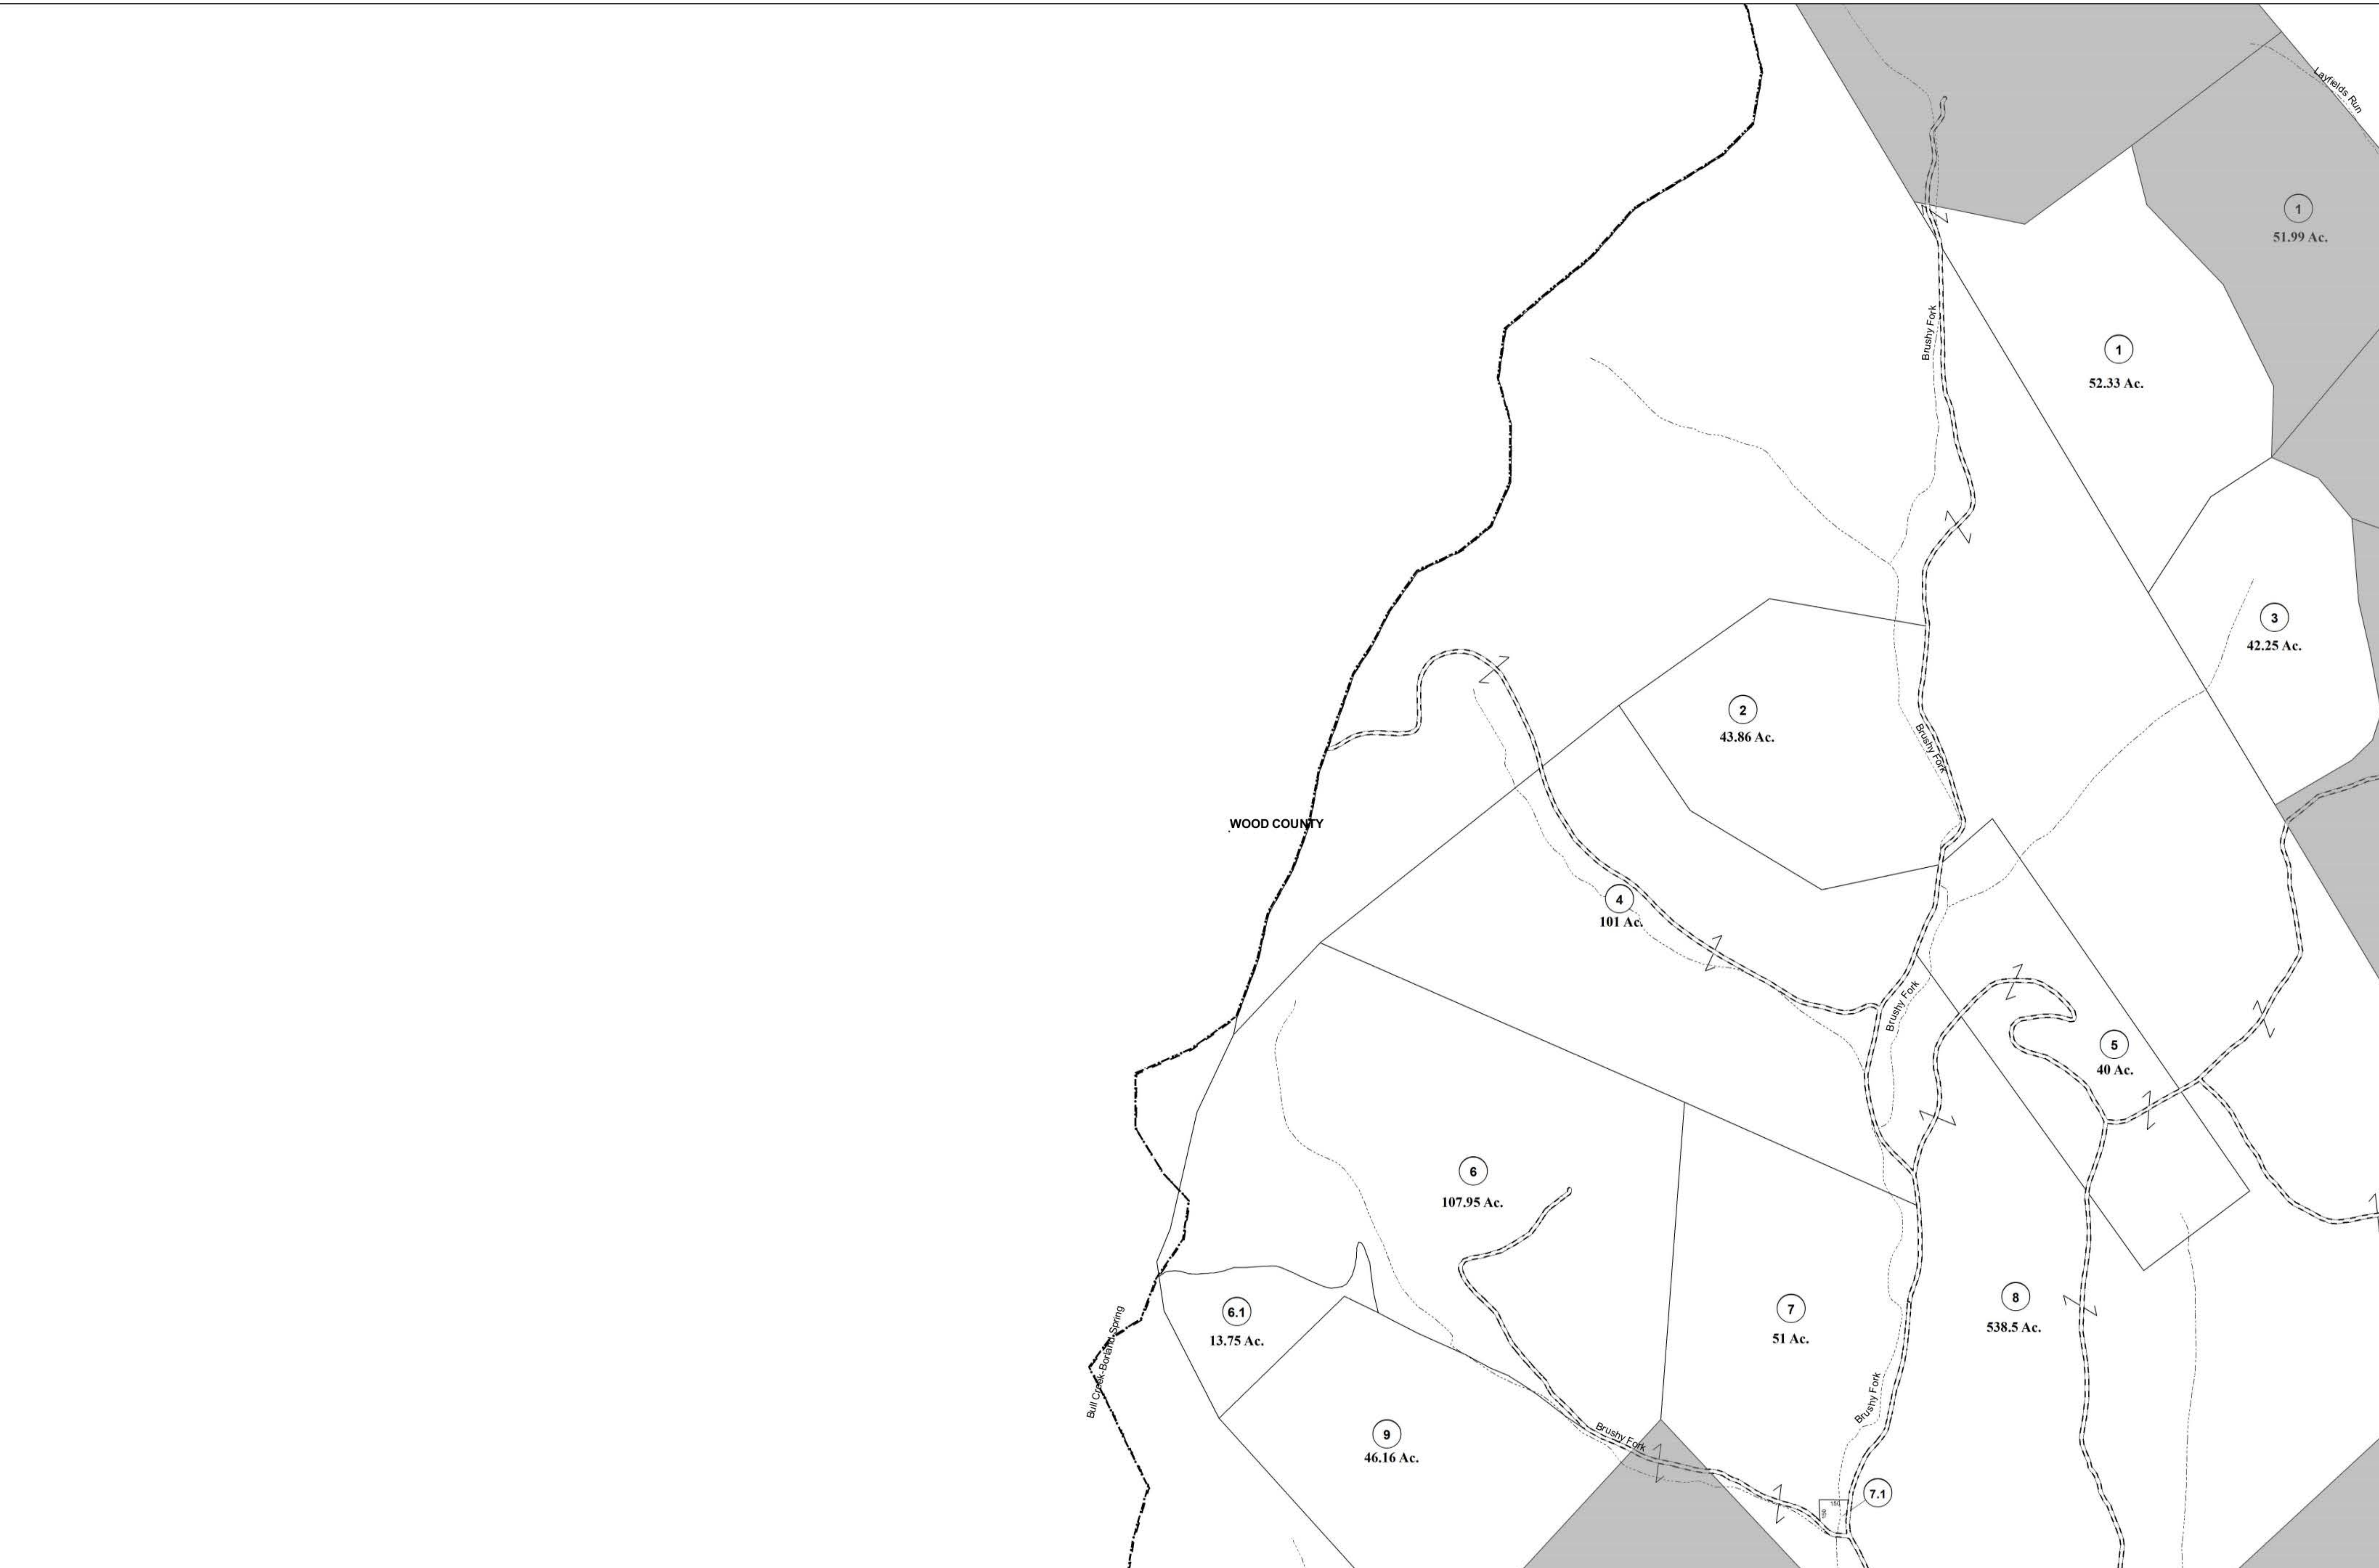 Layfields Run
1
51.99 Ac.
Brushy Fork
1
52.33 Ac.
3
42.25 Ac.
2
43.86 Ac.
Brushy Fork
WOOD COUNTY
4
101 Ac.
Brushy Fork
5
40 Ac.
6
107.95 Ac.
6.1
13.75 Ac.
7
51 Ac.
8
538.5 Ac.
Bull Creek-Borland-Spring
Brushy Fork
9
46.16 Ac.
Brushy Fork
7.1
150